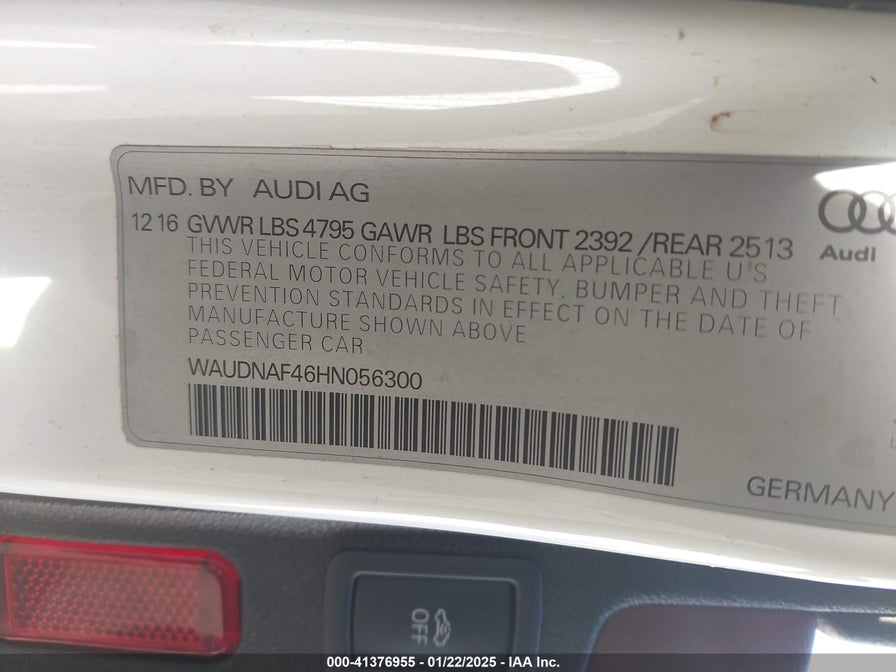 MFD. BY AUDI AG
12 16 GVWR LBS 4795 GAWR LBS FRONT 2392 /REAR 2513
THIS VEHICLE CONFORMS TO ALL APPLICABLE U.S.
FEDERAL MOTOR VEHICLE SAFETY, BUMPER AND THEFT
PREVENTION STANDARDS IN EFFECT ON THE DATE OF
MANUFACTURE SHOWN ABOVE
PASSENGER CAR
WAUDNAF46HN056300
Audi
GERMANY
OFF
000-41376955 - 01/22/2025 - IAA Inc.